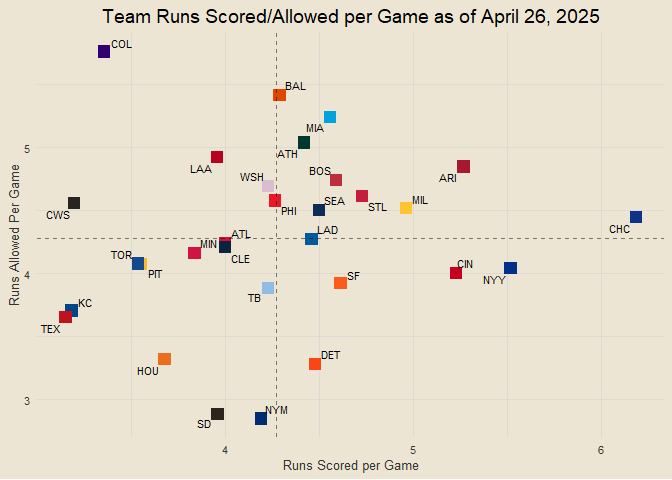 Team Runs Scored/Allowed per Game as of April 26, 2025
COL
BAL
MIA
ATH
5
LAA
BOS
WSH
ARI
SEA
MIL
STL
PHI
CWS
CHC
ATL
LAD
MIN
TOR
CLE
CIN
4
PIT
SF
NYY
TB
KC
TEX
DET
HOU
3
NYM
SD
4
5
6
Runs Scored per Game
Runs Allowed Per Game